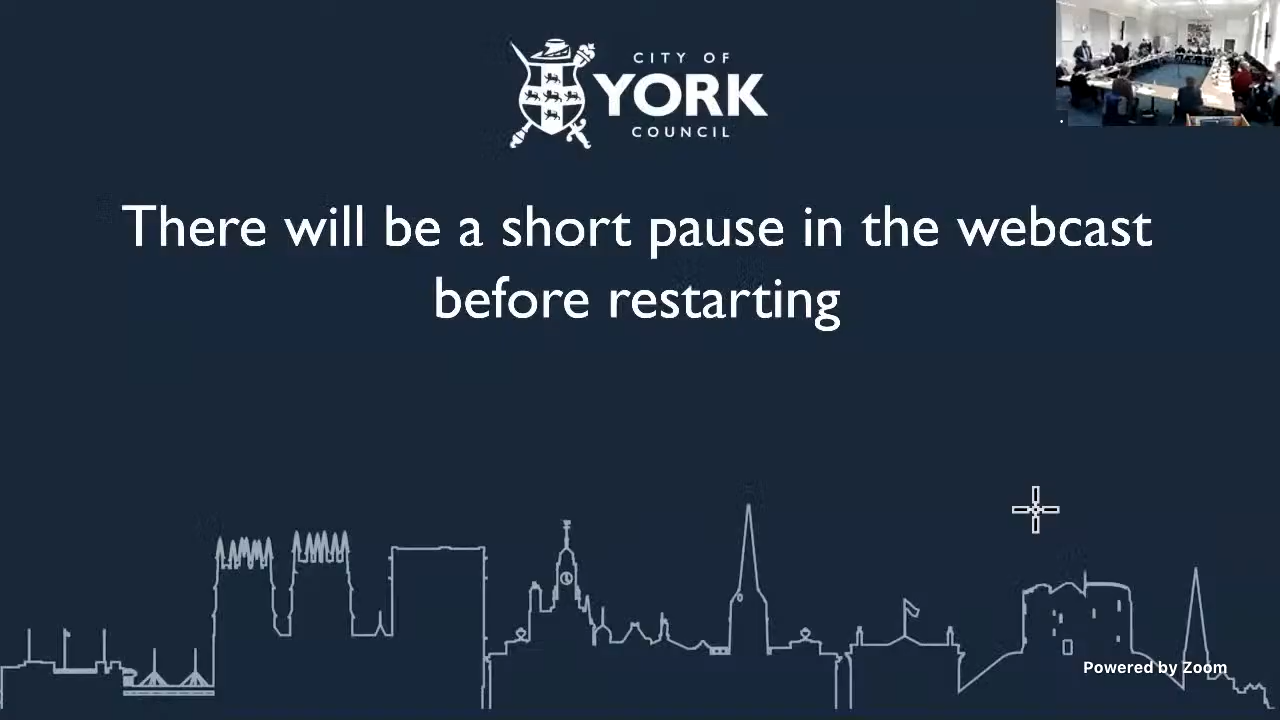 CITY OF
YORK
COUNCIL
There will be a short pause in the webcast
before restarting
Powered by Zoom